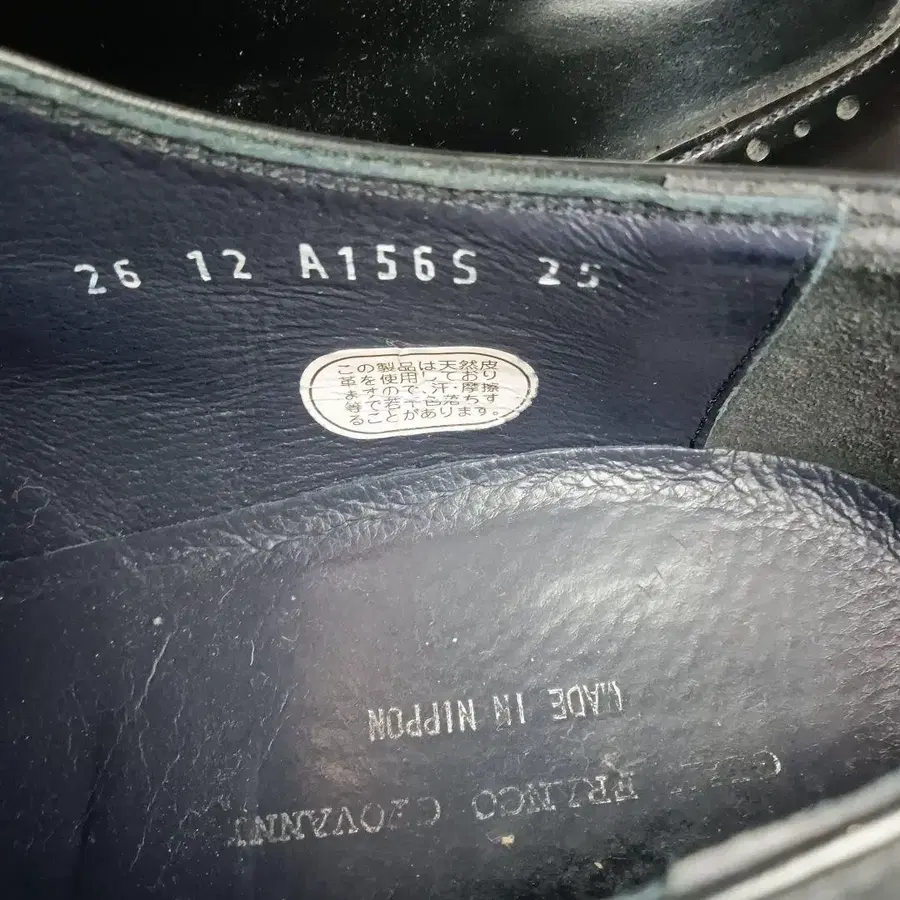 26 12 A156S 25
この製品は天然皮
革を使用しており
ますので、汗・摩擦
等で若干色落ちす
ることがあります。
FRANCO GIOVANNI
MADE IN NIPPON